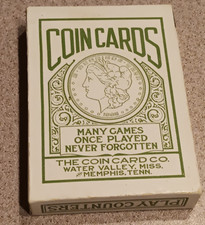 COIN CARDS
MANY GAMES
ONCE PLAYED
NEVER FORGOTTEN
THE COIN CARD CO.
WATER VALLEY, MISS.
MEMPHIS, TENN.
PLAY COUNTERS